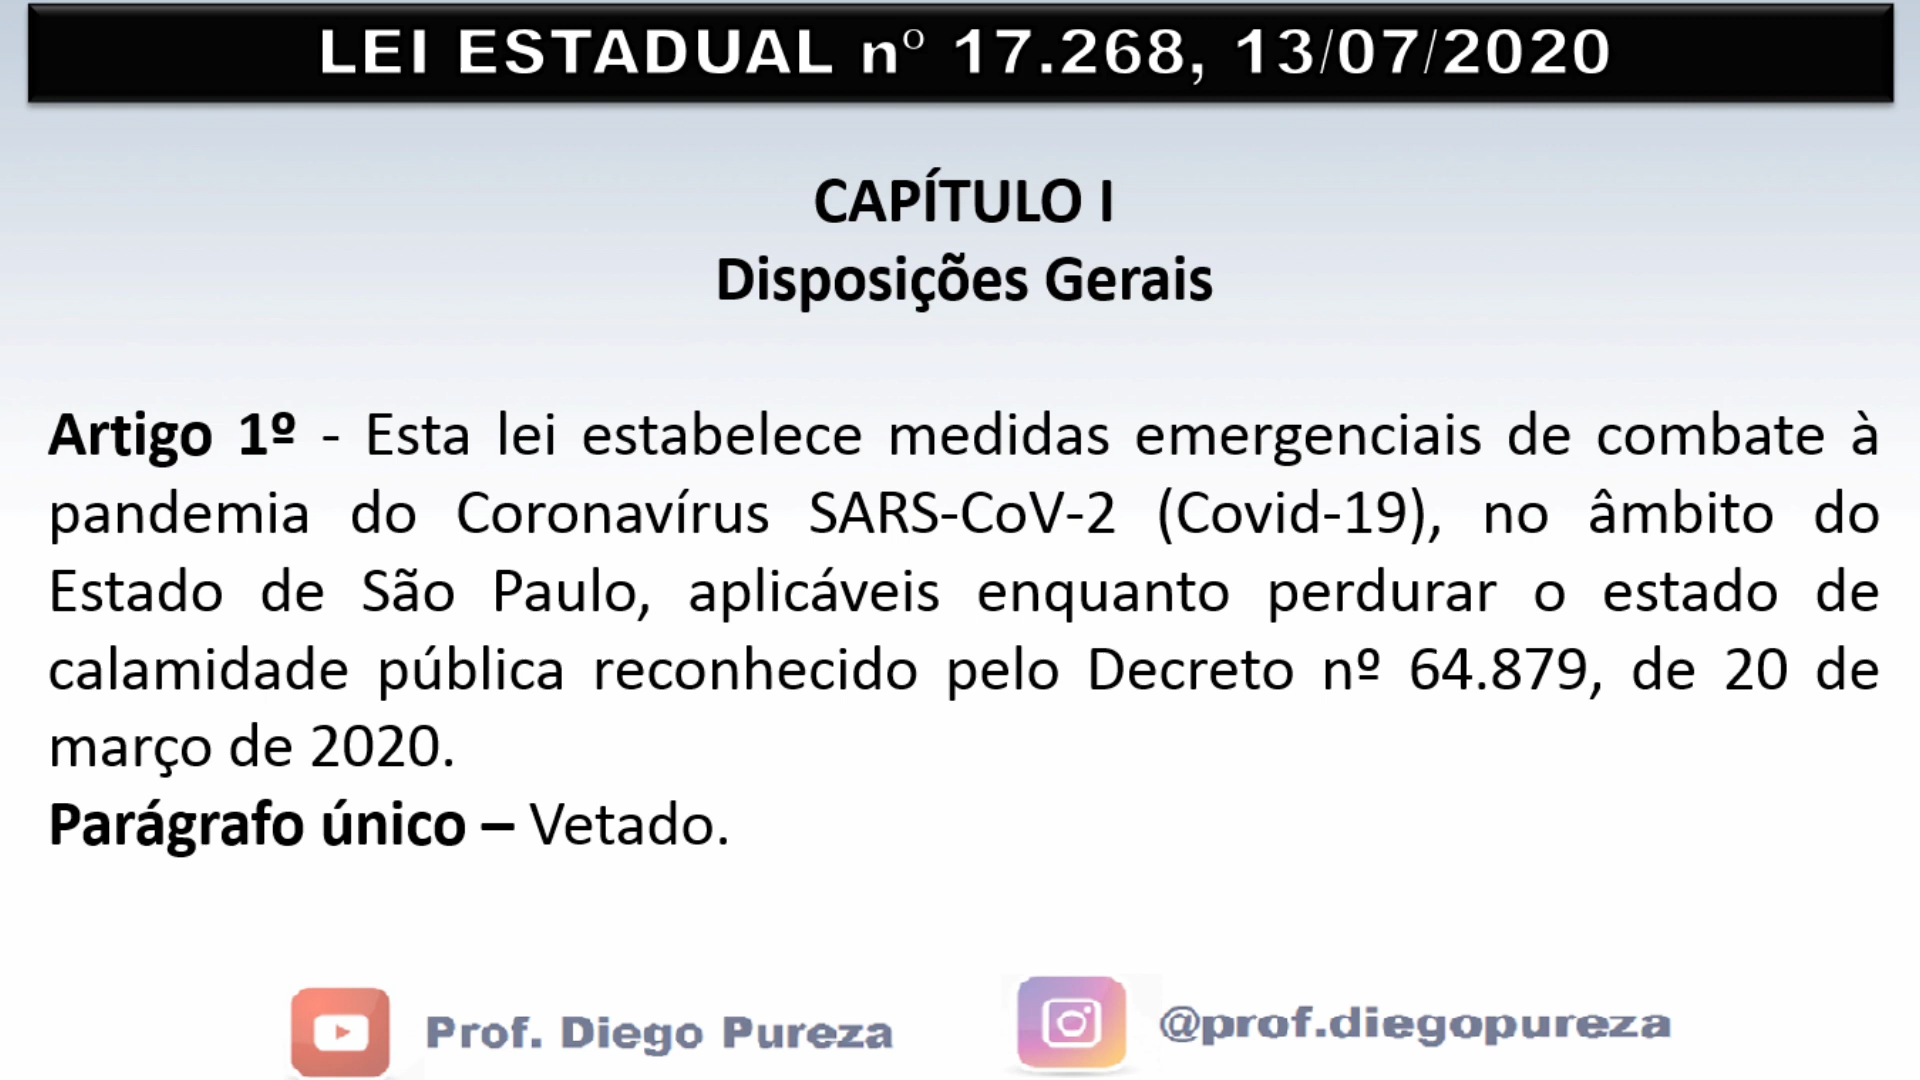 LEI ESTADUAL nº 17.268, 13/07/2020
CAPÍTULO I
Disposições Gerais
Artigo 1º - Esta lei estabelece medidas emergenciais de combate à
pandemia do Coronavírus SARS-CoV-2 (Covid-19), no âmbito do
Estado de São Paulo, aplicáveis enquanto perdurar o estado de
calamidade pública reconhecido pelo Decreto nº 64.879, de 20 de
março de 2020.
Parágrafo único – Vetado.
Prof. Diego Pureza
@prof.diegopureza